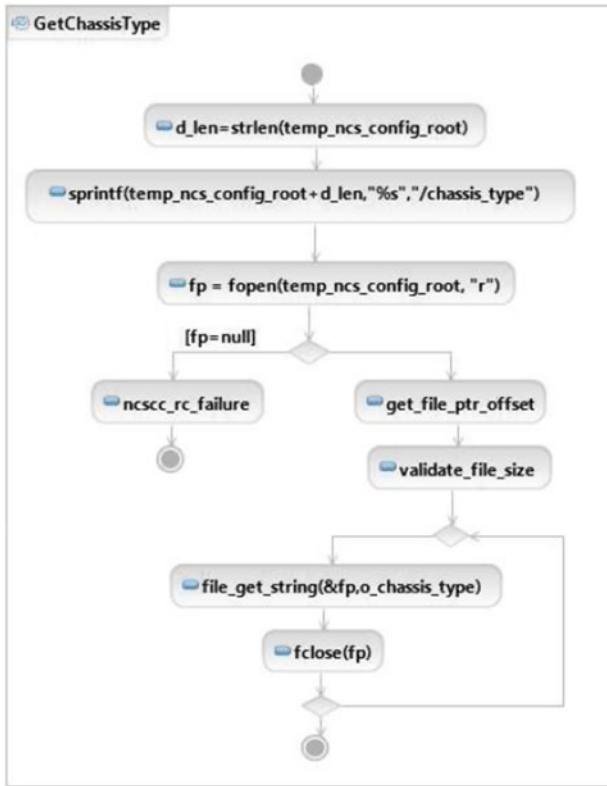 GetChassisType
d_len=strlen(temp_ncs_config_root)
sprintf(temp_ncs_config_root+d_len,"%s","/chassis_type")
fp = fopen(temp_ncs_config_root, "r")
[fp=null]
ncscc_rc_failure
get_file_ptr_offset
validate_file_size
file_get_string(&fp,o_chassis_type)
fclose(fp)